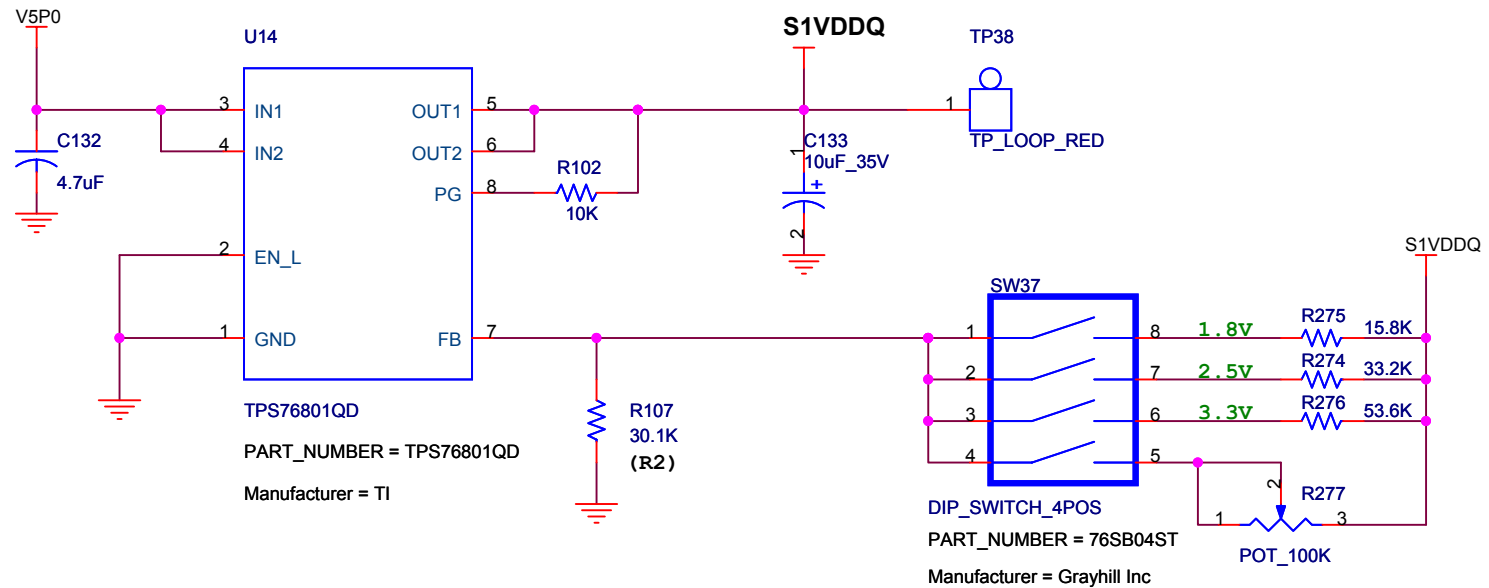 V5P0
U14
S1VDDQ
TP38
3 IN1 OUT1 5
1
C132
C133
1
10uF_35V
TP_LOOP_RED
4 IN2 OUT2 6
4.7uF
R102
PG 8
10K
2
2 EN_L
S1VDDQ
SW37
1 GND FB 7
1 8 1.8V R275 15.8K
2 7 2.5V R274 33.2K
3 6 3.3V R276 53.6K
4 5
TPS76801QD
R107
30.1K
(R2)
PART_NUMBER = TPS76801QD
Manufacturer = TI
2
R277
1 3
POT_100K
DIP_SWITCH_4POS
PART_NUMBER = 76SB04ST
Manufacturer = Grayhill Inc